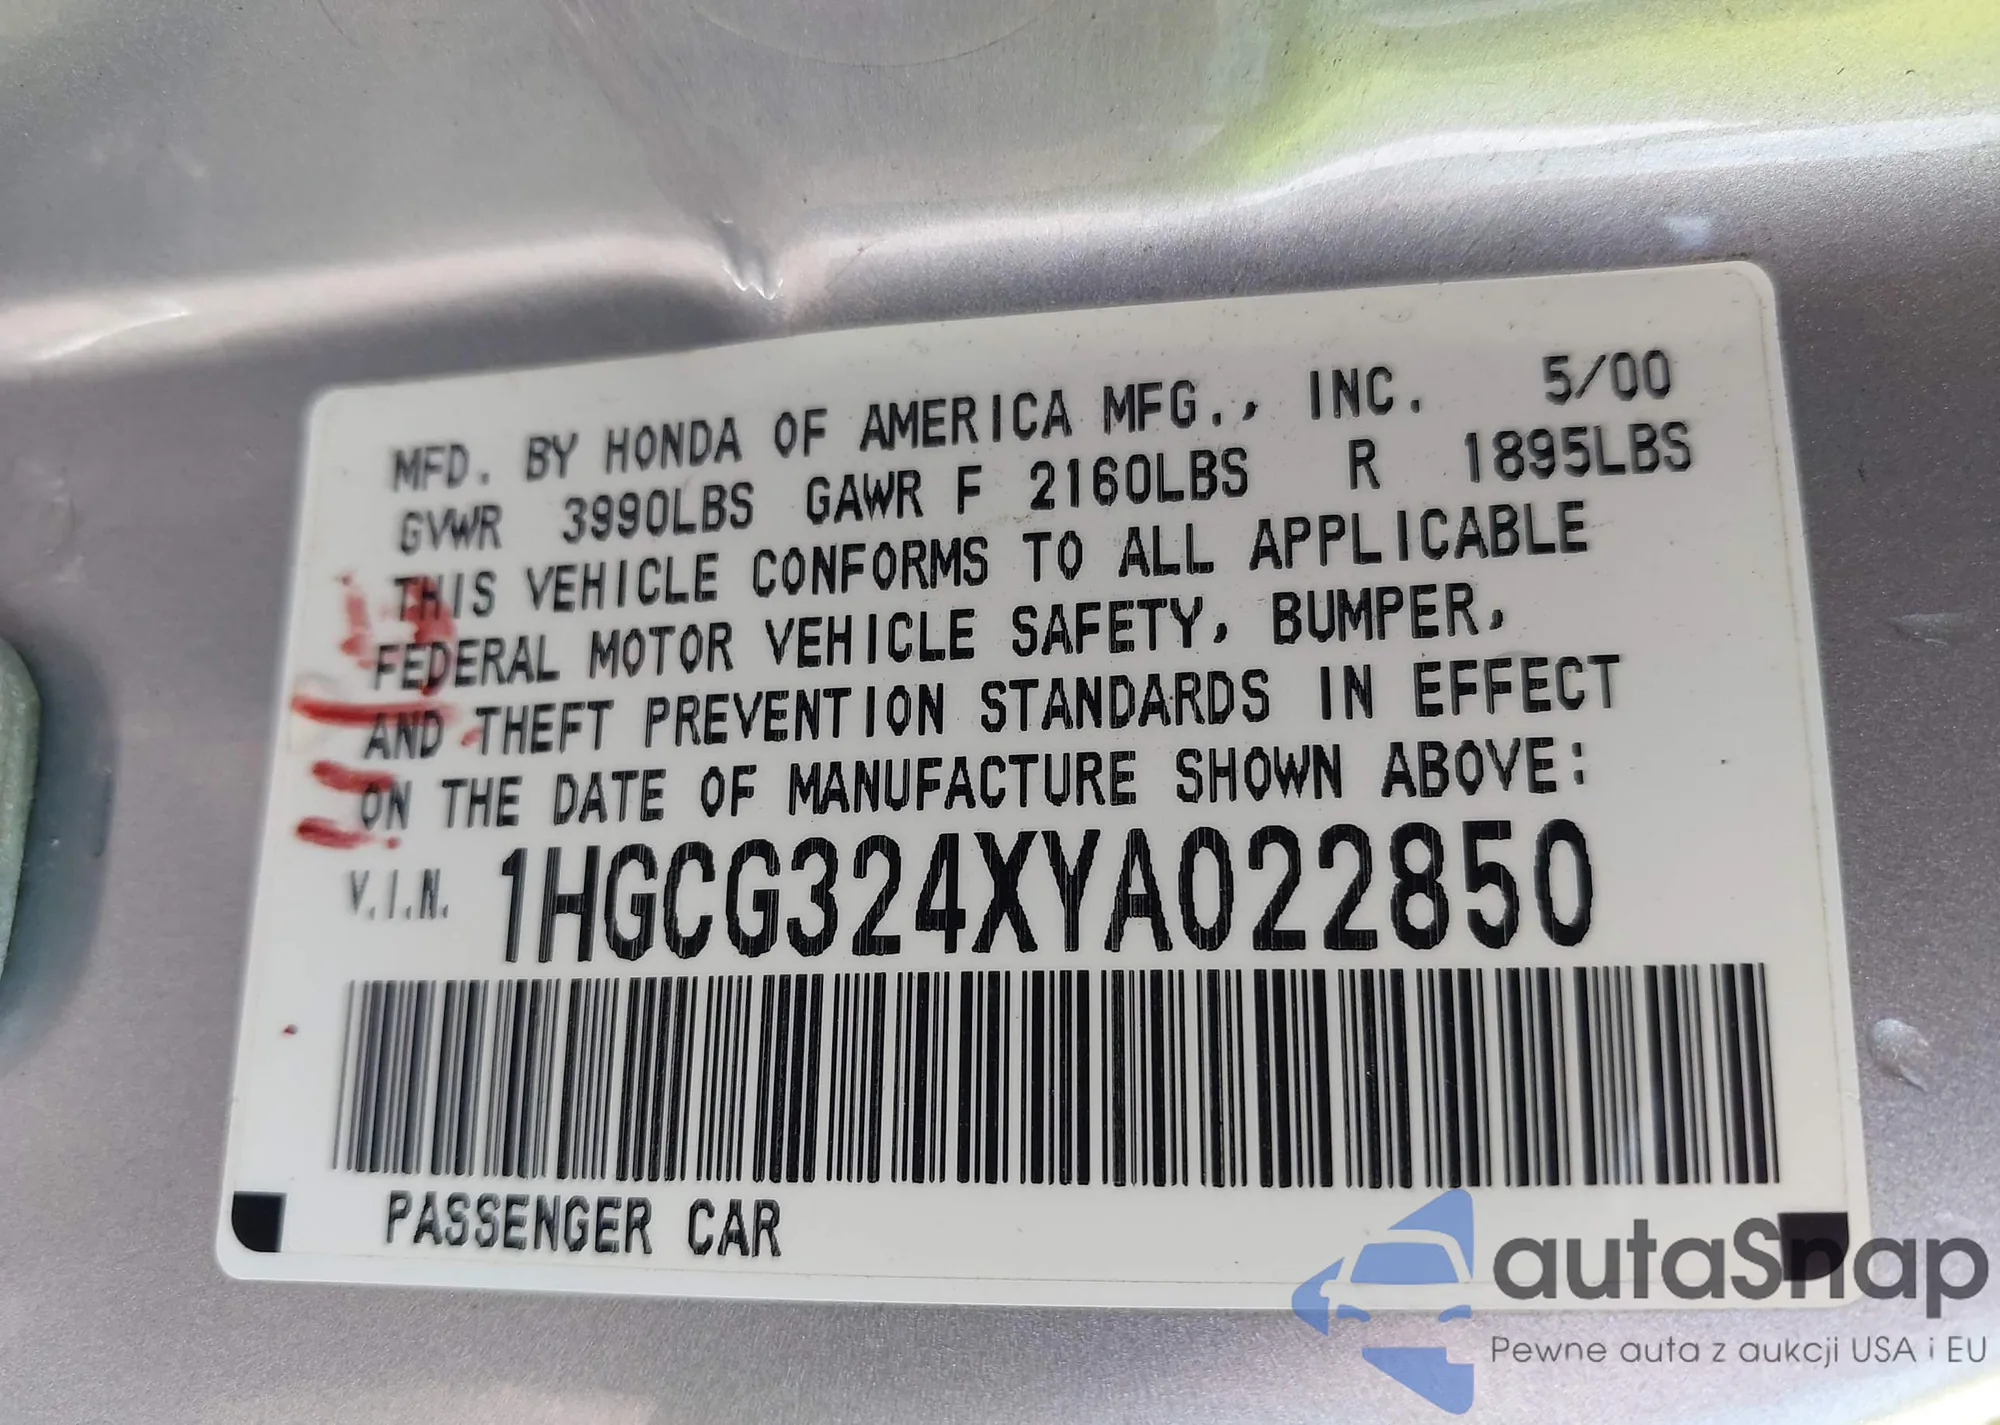 MFD. BY HONDA OF AMERICA MFG., INC. 5/00
GVWR 3990LBS GAWR F 2160LBS R 1895LBS
THIS VEHICLE CONFORMS TO ALL APPLICABLE
FEDERAL MOTOR VEHICLE SAFETY, BUMPER,
AND THEFT PREVENTION STANDARDS IN EFFECT
ON THE DATE OF MANUFACTURE SHOWN ABOVE:
V.I.N. 1HGCG324XYA022850
PASSENGER CAR
autaSnap
Pewne auta z aukcji USA i EU